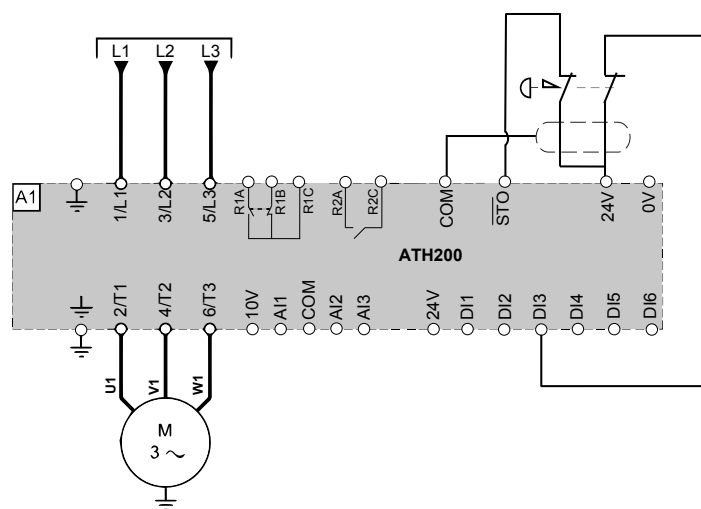 L1 L2 L3
A1
1/L1 3/L2 5/L3 R1A R1B R1C R2A R2C COM STO 24V 0V
ATH200
2/T1 4/T2 6/T3 10V AI1 COM AI2 AI3 24V DI1 DI2 DI3 DI4 DI5 DI6
U1 V1 W1
M
3 ~